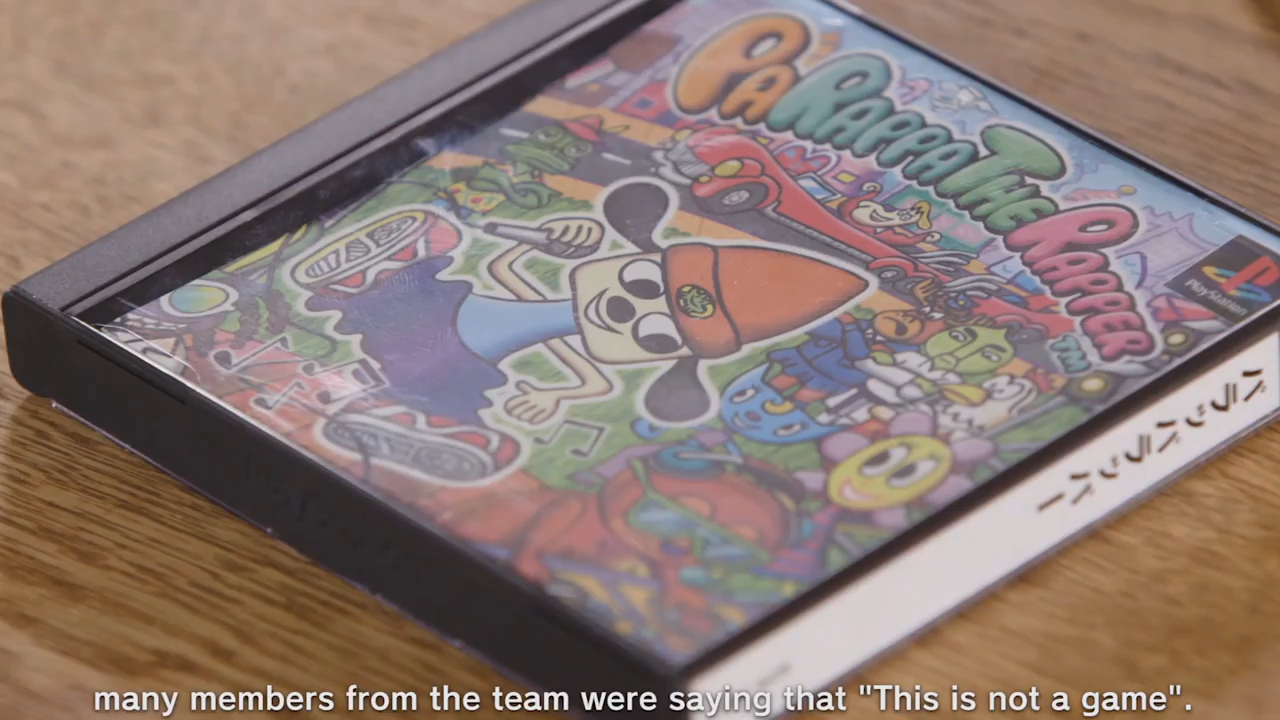 PARAPPA THE RAPPER TM
PlayStation
パラッパラッパー
many members from the team were saying that "This is not a game".